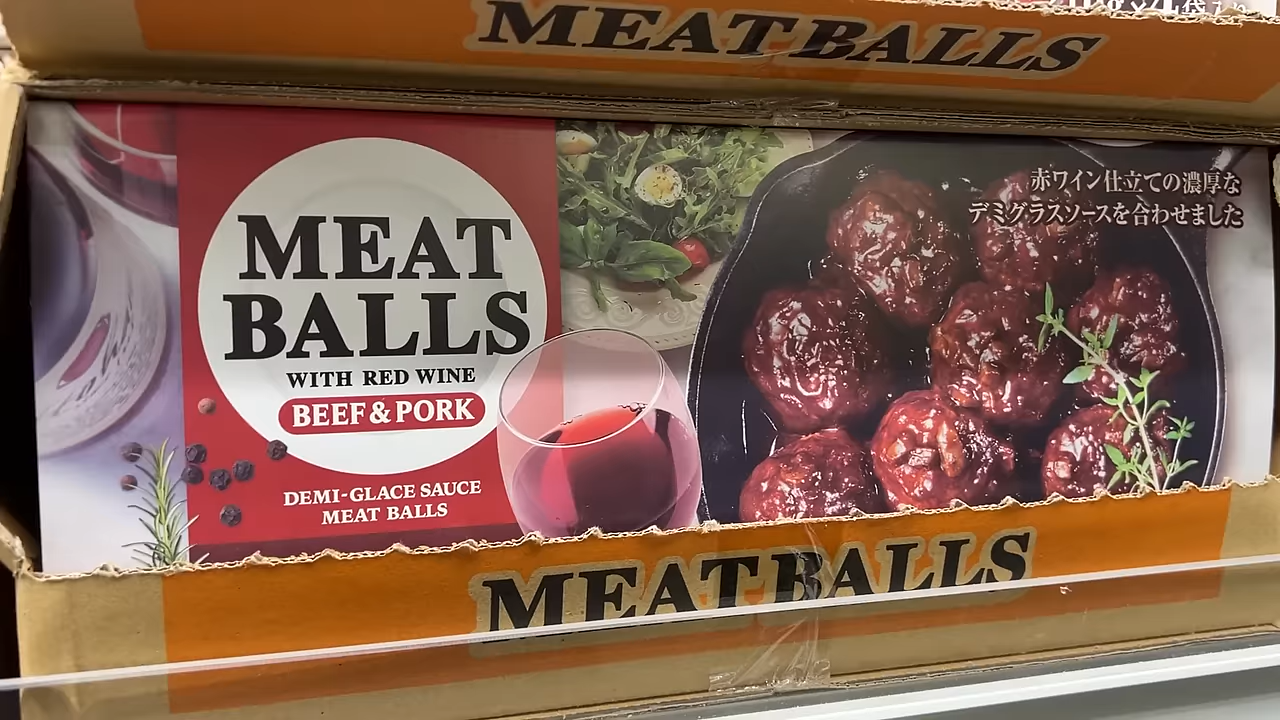 MEATBALLS
MEAT
BALLS
WITH RED WINE
BEEF & PORK
DEMI-GLACE SAUCE
MEAT BALLS
赤ワイン仕立ての濃厚な
デミグラスソースを合わせました
MEATBALLS